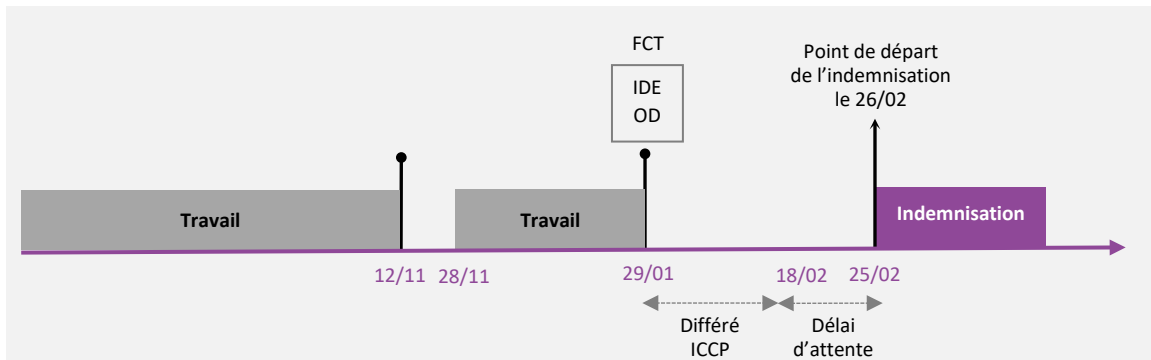 FCT
IDE
OD
Point de départ
de l’indemnisation
le 26/02
Travail
Travail
Indemnisation
12/11
28/11
29/01
18/02
25/02
Différé
ICCP
Délai
d’attente